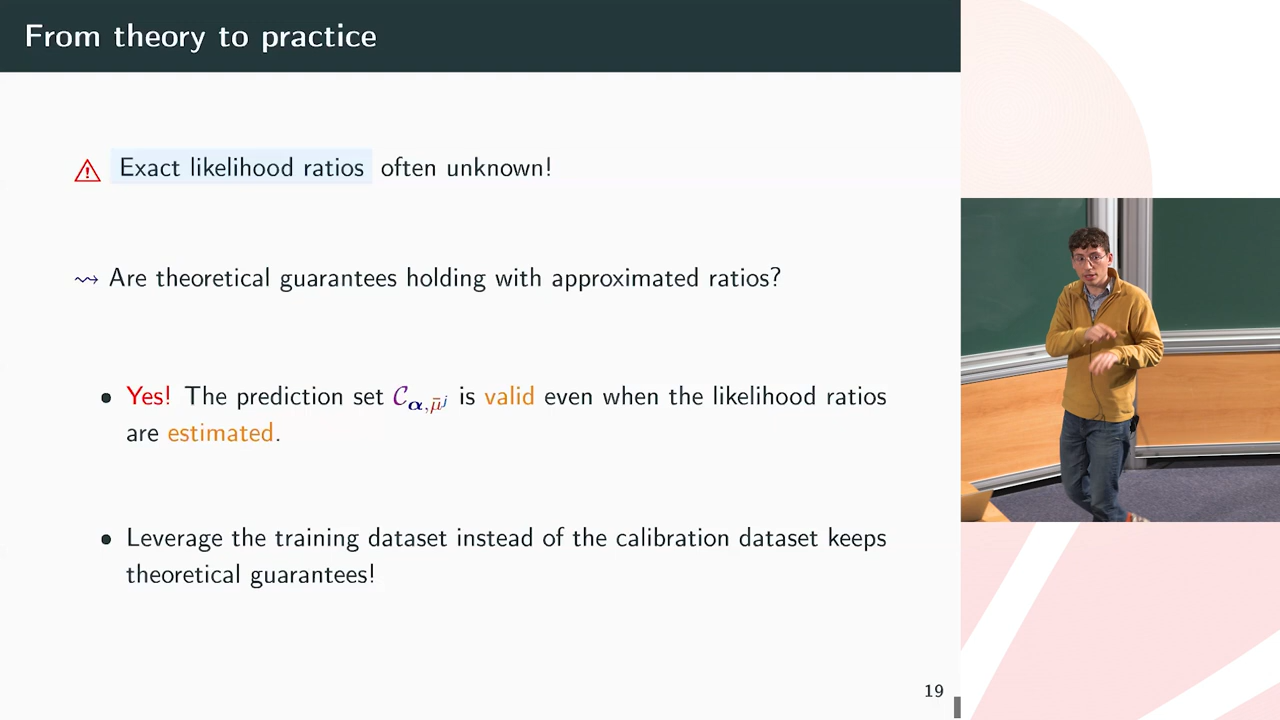 From theory to practice
⚠ Exact likelihood ratios often unknown!
⇝ Are theoretical guarantees holding with approximated ratios?
• Yes! The prediction set 𝒞_{α,μ̄^j} is valid even when the likelihood ratios
are estimated.
• Leverage the training dataset instead of the calibration dataset keeps
theoretical guarantees!
19